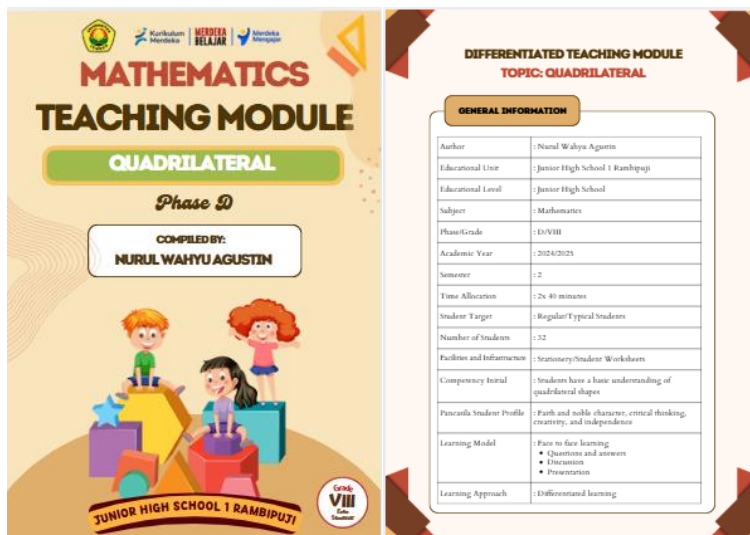 Kurikulum
Merdeka
MERDEKA
BELAJAR
Merdeka
Mengajar
MATHEMATICS
TEACHING MODULE
QUADRILATERAL
Phase D
COMPILED BY:
NURUL WAHYU AGUSTIN
JUNIOR HIGH SCHOOL 1 RAMBIPUJI
Grade
VIII
DIFFERENTIATED TEACHING MODULE
TOPIC: QUADRILATERAL
GENERAL INFORMATION
Author : Nurul Wahyu Agustin
Educational Unit : Junior High School 1 Rambipuji
Educational Level : Junior High School
Subject : Mathematics
Phase/Grade : D/VIII
Academic Year : 2024/2025
Semester : 2
Time Allocation : 2x 40 minutes
Student Target : Regular/Typical Students
Number of Students : 32
Facilities and Infrastructure : Stationery/Student Worksheets
Competency Initial : Students have a basic understanding of
quadrilateral shapes
Pancasila Student Profile : Faith and noble character, critical thinking,
creativity, and independence
Learning Model : Face to face learning
• Questions and answers
• Discussion
• Presentation
Learning Approach : Differentiated learning